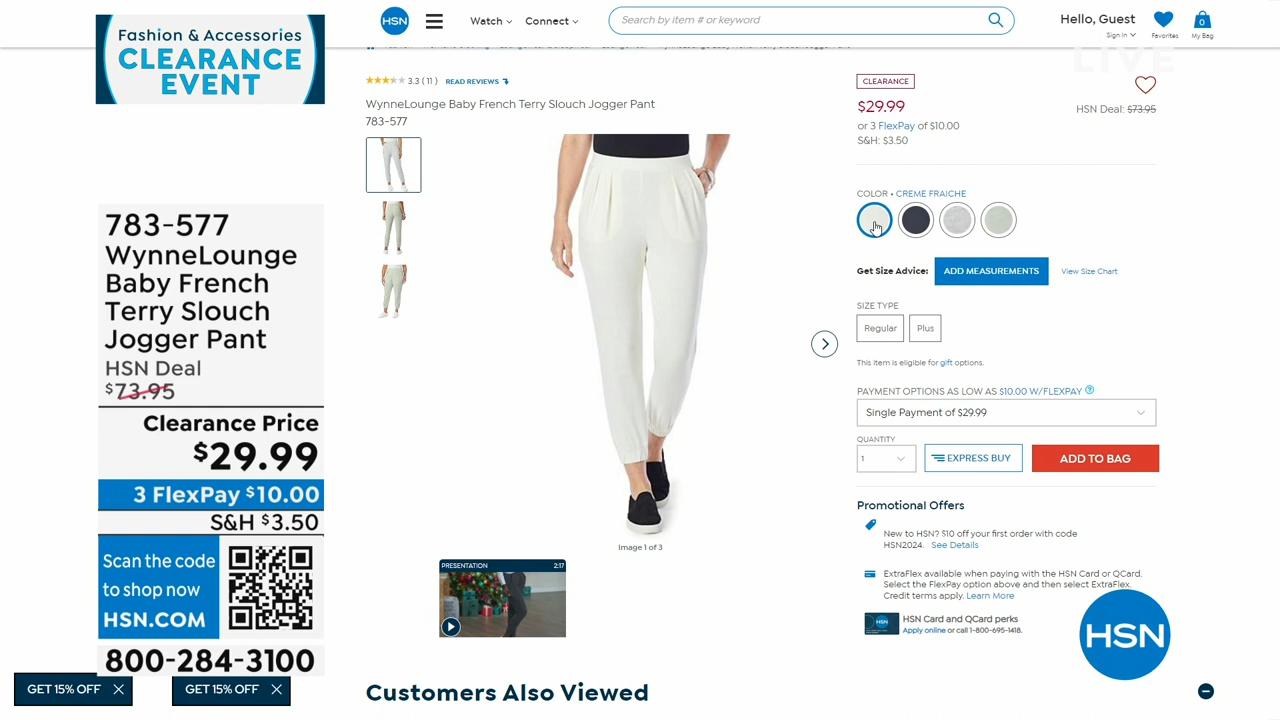 Fashion & Accessories
CLEARANCE
EVENT
783-577
WynneLounge
Baby French
Terry Slouch
Jogger Pant
HSN Deal
$73.95
Clearance Price
$29.99
3 FlexPay $10.00
S&H $3.50
Scan the code
to shop now
HSN.COM
800-284-3100
GET 15% OFF
GET 15% OFF
HSN
Watch
Connect
Search by item # or keyword
Hello, Guest
Sign In
Favorites
0
My Bag
LIVE
3.3 (11)
READ REVIEWS
WynneLounge Baby French Terry Slouch Jogger Pant
783-577
Image 1 of 3
PRESENTATION
2:17
CLEARANCE
$29.99
HSN Deal: $73.95
or 3 FlexPay of $10.00
S&H: $3.50
COLOR • CREME FRAICHE
Get Size Advice:
ADD MEASUREMENTS
View Size Chart
SIZE TYPE
Regular
Plus
This item is eligible for gift options.
PAYMENT OPTIONS AS LOW AS $10.00 W/FLEXPAY
Single Payment of $29.99
QUANTITY
1
EXPRESS BUY
ADD TO BAG
Promotional Offers
New to HSN? $10 off your first order with code
HSN2024. See Details
ExtraFlex available when paying with the HSN Card or QCard.
Select the FlexPay option above and then select ExtraFlex.
Credit terms apply. Learn More
HSN
HSN Card and QCard perks
Apply online or call 1-800-695-1418.
HSN
Customers Also Viewed